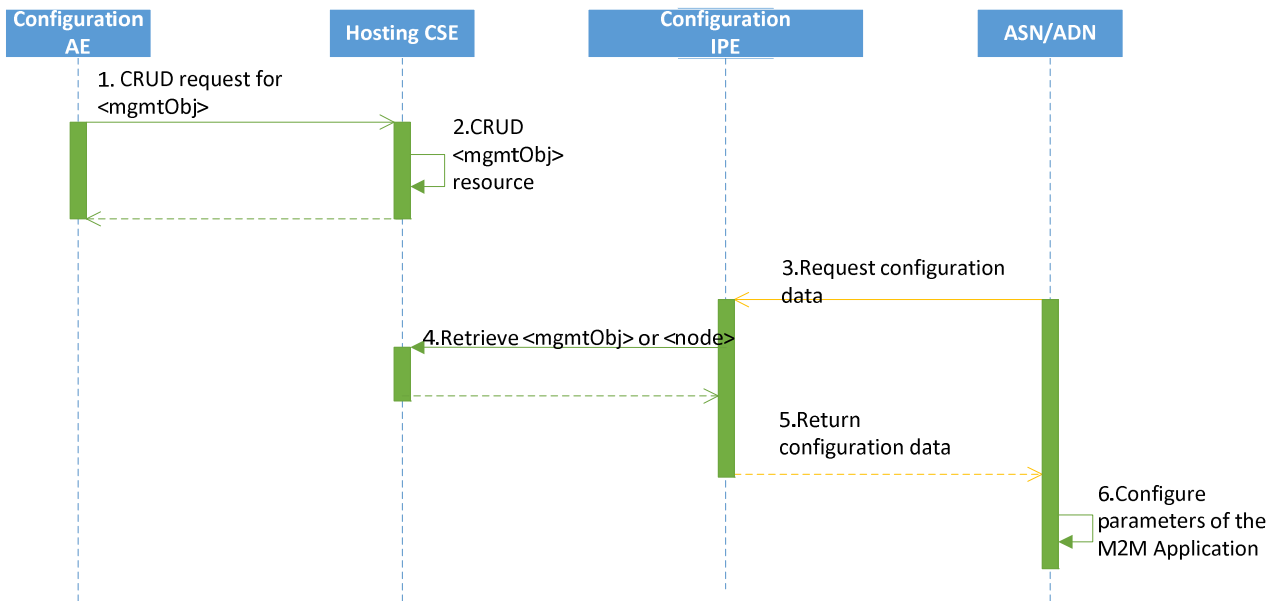 Configuration
AE
Hosting CSE
Configuration
IPE
ASN/ADN
1. CRUD request for
<mgmtObj>
2.CRUD
<mgmtObj>
resource
3.Request configuration
data
4.Retrieve <mgmtObj> or <node>
5.Return
configuration data
6.Configure
parameters of the
M2M Application